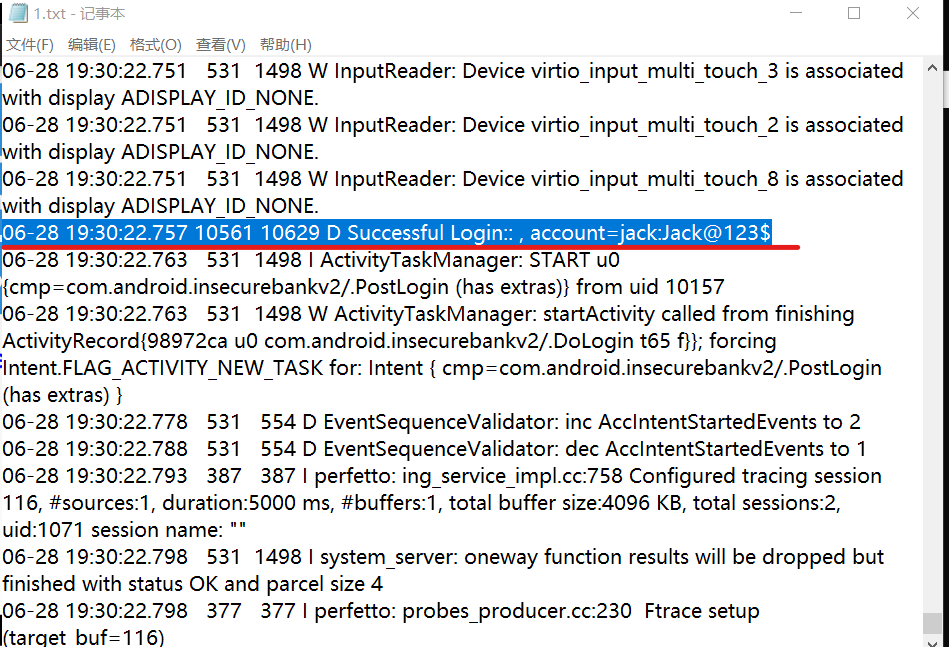 1.txt - 记事本
文件(F) 编辑(E) 格式(O) 查看(V) 帮助(H)
06-28 19:30:22.751   531  1498 W InputReader: Device virtio_input_multi_touch_3 is associated
with display ADISPLAY_ID_NONE.
06-28 19:30:22.751   531  1498 W InputReader: Device virtio_input_multi_touch_2 is associated
with display ADISPLAY_ID_NONE.
06-28 19:30:22.751   531  1498 W InputReader: Device virtio_input_multi_touch_8 is associated
with display ADISPLAY_ID_NONE.
06-28 19:30:22.757 10561 10629 D Successful Login:: , account=jack:Jack@123$
06-28 19:30:22.763   531  1498 I ActivityTaskManager: START u0
{cmp=com.android.insecurebankv2/.PostLogin (has extras)} from uid 10157
06-28 19:30:22.763   531  1498 W ActivityTaskManager: startActivity called from finishing
ActivityRecord{98972ca u0 com.android.insecurebankv2/.DoLogin t65 f}}; forcing
Intent.FLAG_ACTIVITY_NEW_TASK for: Intent { cmp=com.android.insecurebankv2/.PostLogin
(has extras) }
06-28 19:30:22.778   531   554 D EventSequenceValidator: inc AccIntentStartedEvents to 2
06-28 19:30:22.788   531   554 D EventSequenceValidator: dec AccIntentStartedEvents to 1
06-28 19:30:22.793   387   387 I perfetto: ing_service_impl.cc:758 Configured tracing session
116, #sources:1, duration:5000 ms, #buffers:1, total buffer size:4096 KB, total sessions:2,
uid:1071 session name: ""
06-28 19:30:22.798   531  1498 I system_server: oneway function results will be dropped but
finished with status OK and parcel size 4
06-28 19:30:22.798   377   377 I perfetto: probes_producer.cc:230  Ftrace setup
(target_buf=116)